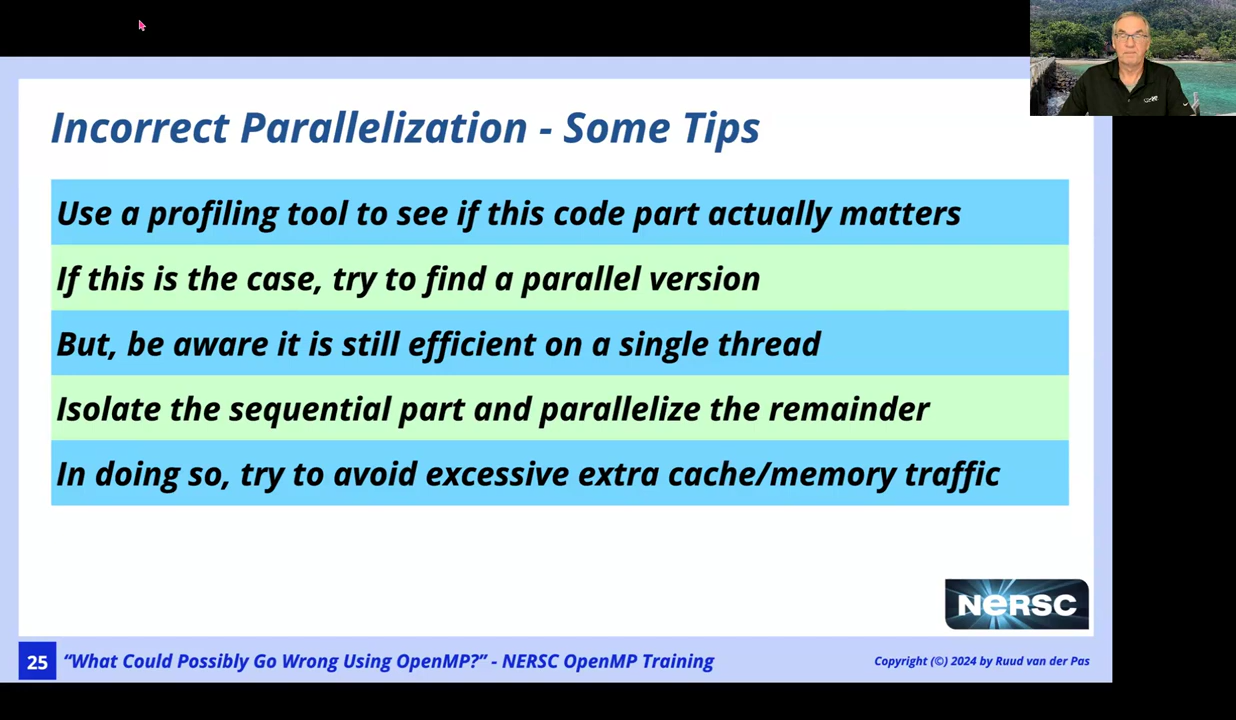 Incorrect Parallelization - Some Tips
Use a profiling tool to see if this code part actually matters
If this is the case, try to find a parallel version
But, be aware it is still efficient on a single thread
Isolate the sequential part and parallelize the remainder
In doing so, try to avoid excessive extra cache/memory traffic
NERSC
25
“What Could Possibly Go Wrong Using OpenMP?” - NERSC OpenMP Training
Copyright (©) 2024 by Ruud van der Pas